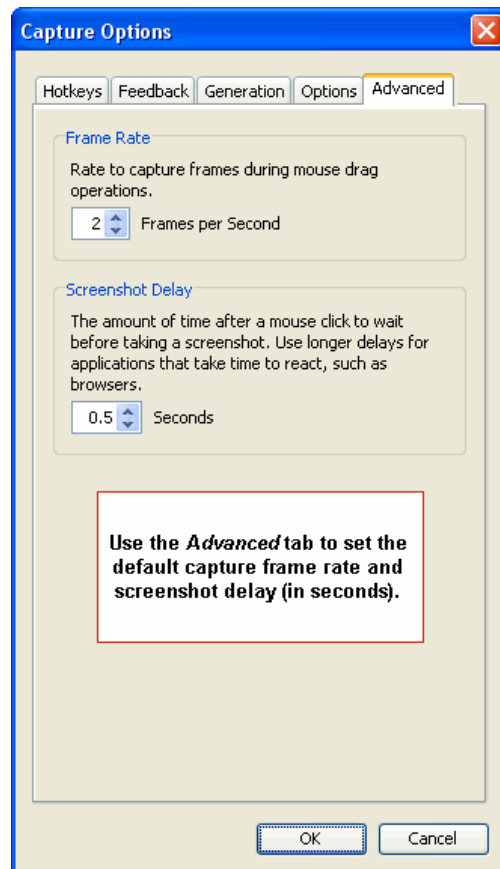 Capture Options
Hotkeys Feedback Generation Options Advanced
Frame Rate
Rate to capture frames during mouse drag
operations.
2 Frames per Second
Screenshot Delay
The amount of time after a mouse click to wait
before taking a screenshot. Use longer delays for
applications that take time to react, such as
browsers.
0.5 Seconds
Use the Advanced tab to set the
default capture frame rate and
screenshot delay (in seconds).
OK Cancel